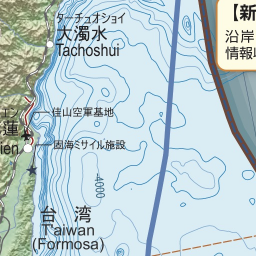 ターチュオショイ
大濁水
Tachoshui
【新
沿岸
情報
佳山空軍基地
蓮
ien
固海ミサイル施設
4000
台 湾
T'aiwan
(Formosa)